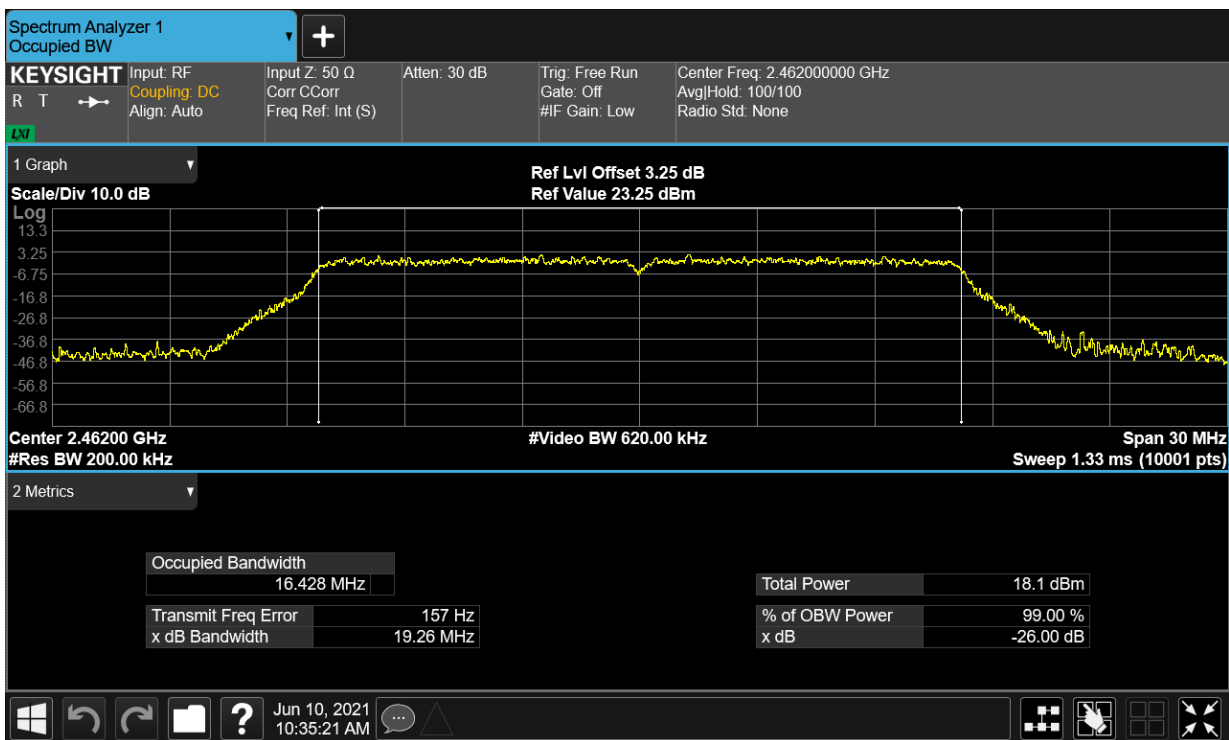 Spectrum Analyzer 1
Occupied BW
▼
+
KEYSIGHT
R T
LXI
Input: RF
Coupling: DC
Align: Auto
Input Z: 50 Ω
Corr CCorr
Freq Ref: Int (S)
Atten: 30 dB
Trig: Free Run
Gate: Off
#IF Gain: Low
Center Freq: 2.462000000 GHz
Avg|Hold: 100/100
Radio Std: None
1 Graph ▼
Scale/Div 10.0 dB
Ref Lvl Offset 3.25 dB
Ref Value 23.25 dBm
Log
13.3
3.25
-6.75
-16.8
-26.8
-36.8
-46.8
-56.8
-66.8
Center 2.46200 GHz
#Res BW 200.00 kHz
#Video BW 620.00 kHz
Span 30 MHz
Sweep 1.33 ms (10001 pts)
2 Metrics ▼
Occupied Bandwidth
16.428 MHz
Transmit Freq Error 157 Hz
x dB Bandwidth 19.26 MHz
Total Power 18.1 dBm
% of OBW Power 99.00 %
x dB -26.00 dB
?
Jun 10, 2021
10:35:21 AM